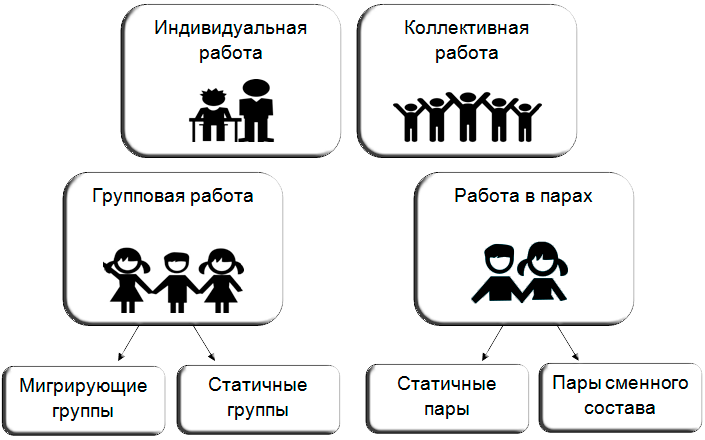 Индивидуальная
работа
Коллективная
работа
Групповая работа
Работа в парах
Мигрирующие
группы
Статичные
группы
Статичные
пары
Пары сменного
состава